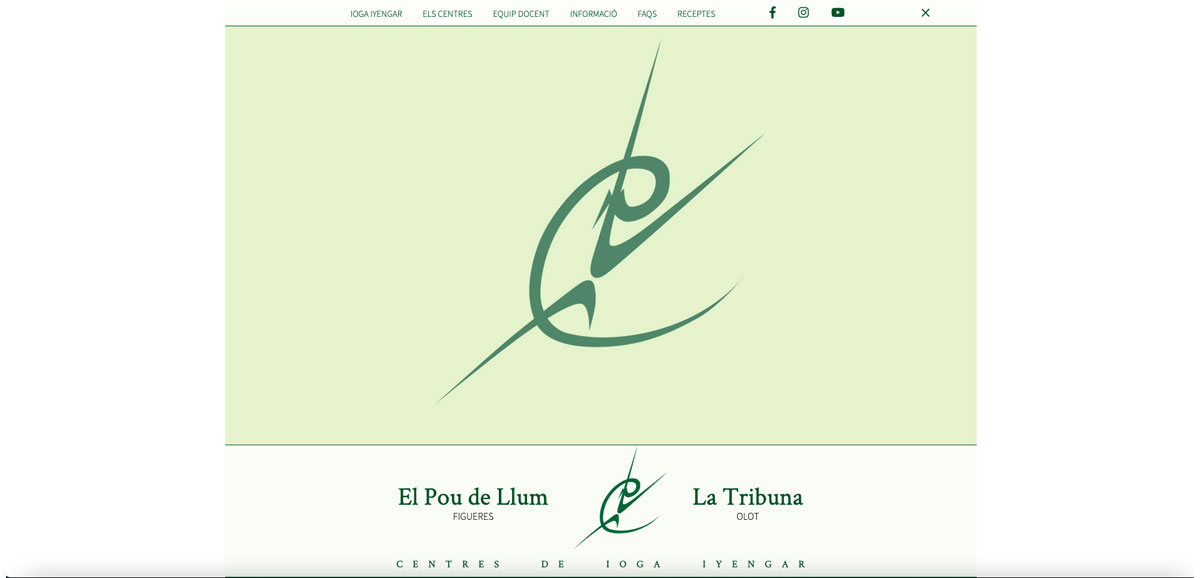 IOGA IYENGAR ELS CENTRES EQUIP DOCENT INFORMACIÓ FAQS RECEPTES
El Pou de Llum
FIGUERES
La Tribuna
OLOT
CENTRES DE IOGA IYENGAR